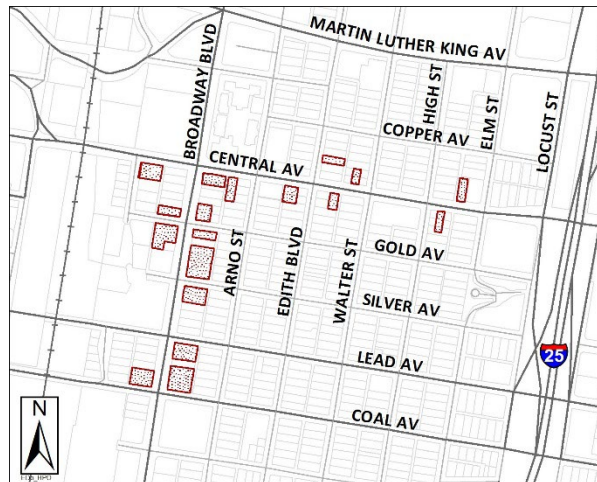 MARTIN LUTHER KING AV
BROADWAY BLVD
HIGH ST
ELM ST
LOCUST ST
COPPER AV
CENTRAL AV
GOLD AV
ARNO ST
EDITH BLVD
WALTER ST
SILVER AV
LEAD AV
25
COAL AV
N